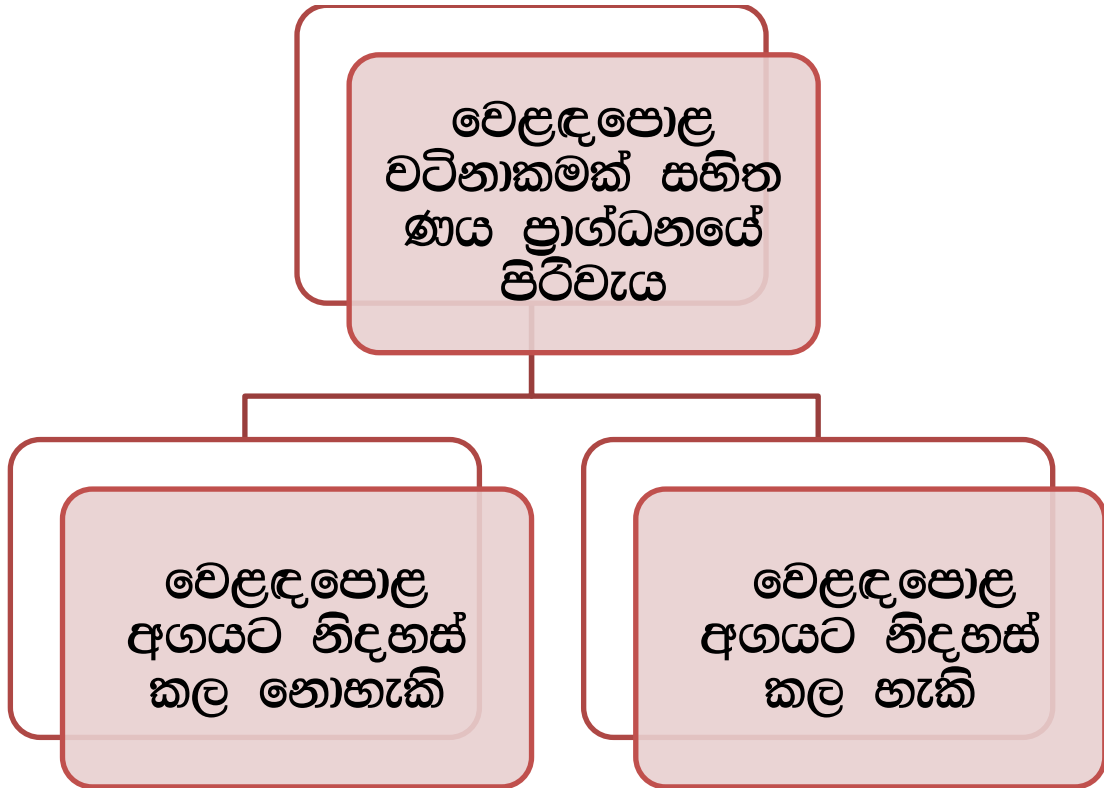 වෙළඳපොළ
වටිනාකමක් සහිත
ණය ප්‍රාග්ධනයේ
පිරිවැය
වෙළඳපොළ
අගයට නිදහස්
කල නොහැකි
වෙළඳපොළ
අගයට නිදහස්
කල හැකි